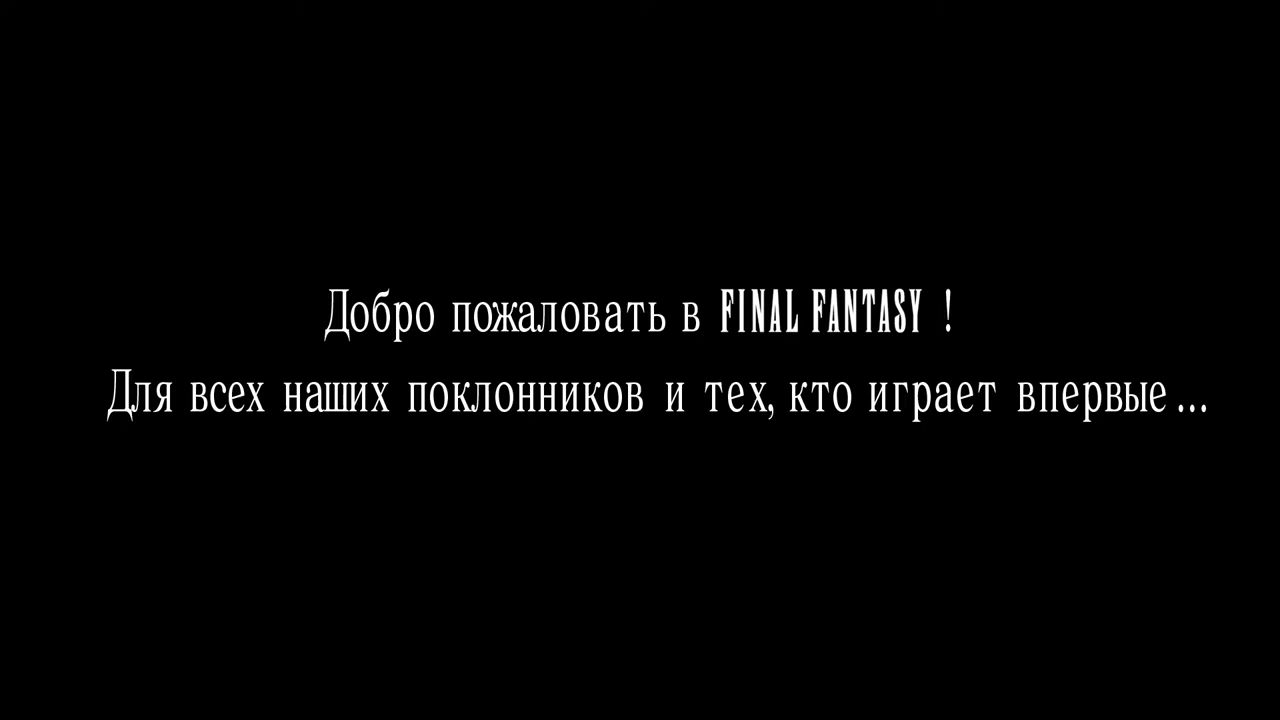 Добро пожаловать в FINAL FANTASY !
Для всех наших поклонников и тех, кто играет впервые...